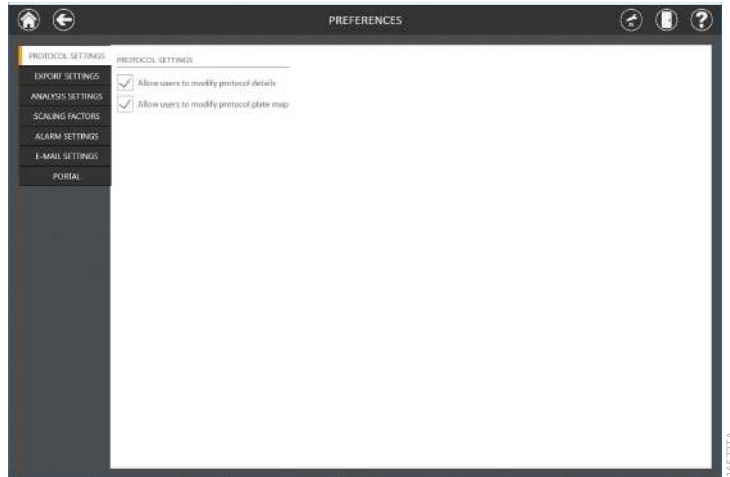 PREFERENCES
PROTOCOL SETTINGS
EXPORT SETTINGS
ANALYSIS SETTINGS
SCALING FACTORS
ALARM SETTINGS
E-MAIL SETTINGS
PORTAL
PROTOCOL SETTINGS
Allow users to modify protocol details
Allow users to modify protocol plate map
?